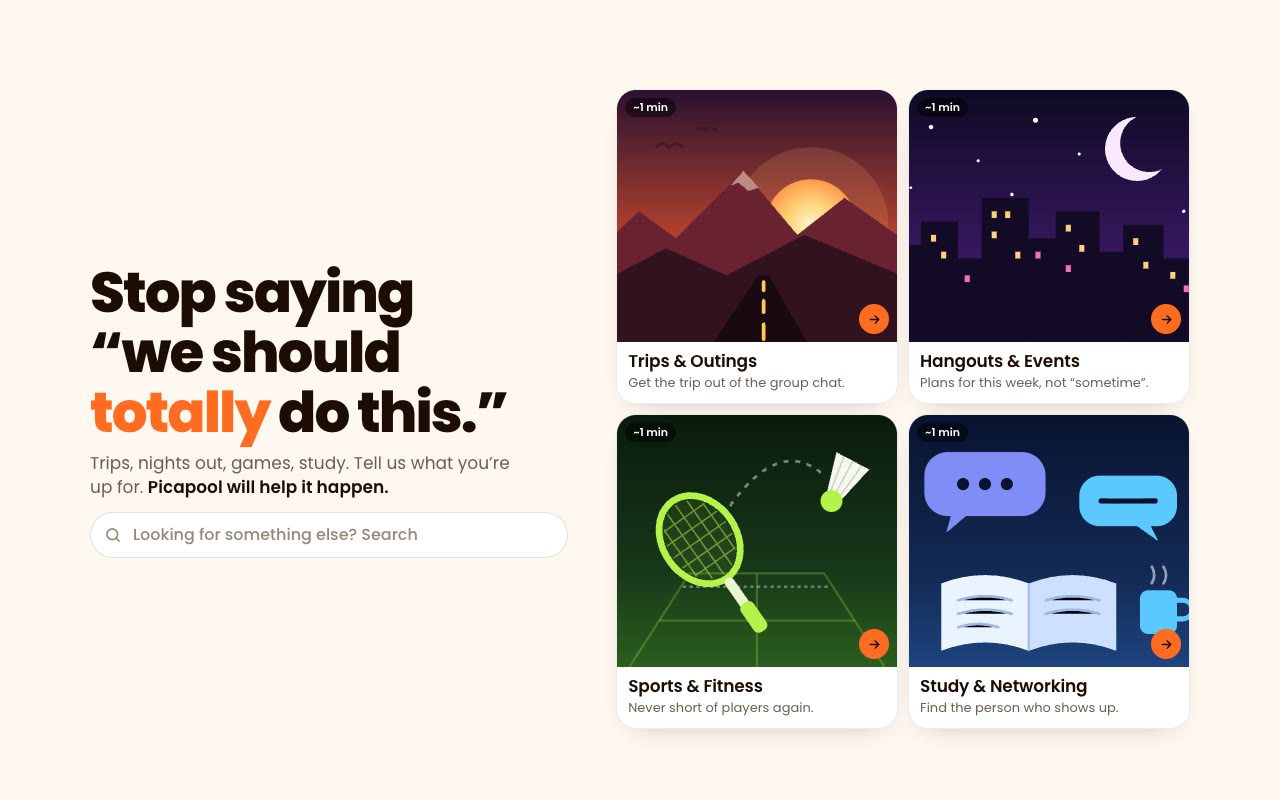 Stop saying
“we should
totally do this.”
Trips, nights out, games, study. Tell us what you’re
up for. Picapool will help it happen.
Looking for something else? Search
~1 min
Trips & Outings
Get the trip out of the group chat.
~1 min
Hangouts & Events
Plans for this week, not “sometime”.
~1 min
Sports & Fitness
Never short of players again.
~1 min
Study & Networking
Find the person who shows up.